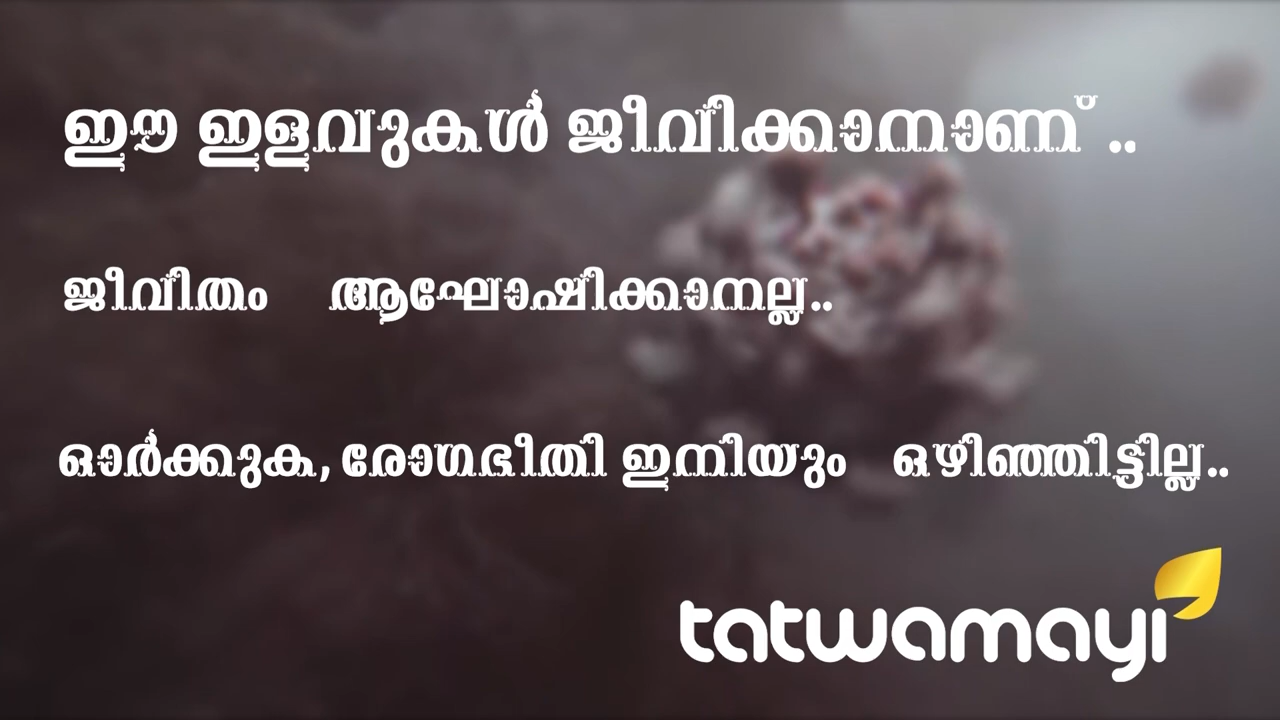 ഈ ഇളവുകൾ ജീവിക്കാനാണ് ..
ജീവിതം ആഘോഷിക്കാനല്ല..
ഓർക്കുക, രോഗഭീതി ഇനിയും ഒഴിഞ്ഞിട്ടില്ല..
tatwamayi